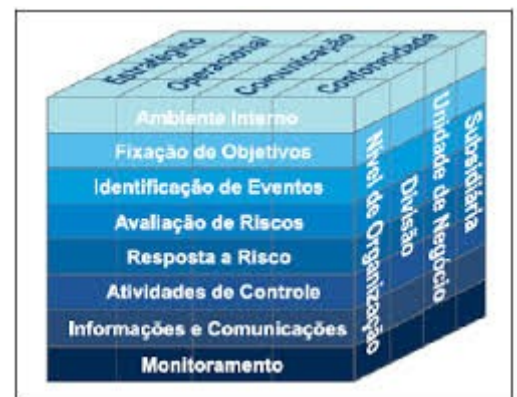 Estratégico
Operacional
Comunicação
Conformidade
Ambiente Interno
Fixação de Objetivos
Identificação de Eventos
Avaliação de Riscos
Resposta a Risco
Atividades de Controle
Informações e Comunicações
Monitoramento
Nível de Organização
Divisão
Unidade de Negócio
Subsidiária